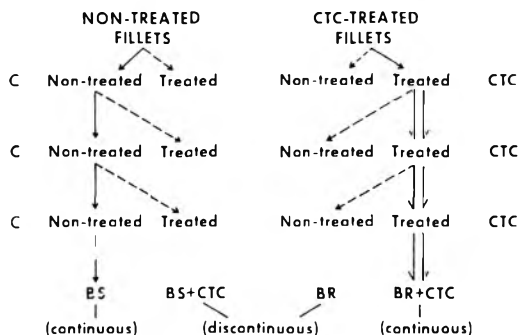 NON-TREATED CTC-TREATED
FILLETS FILLETS
C Non-treated Treated Non-treated Treated CTC
C Non-treated Treated Non-treated Treated CTC
C Non-treated Treated Non-treated Treated CTC
BS BS+CTC BR BR+CTC
(continuous) (discontinuous) (continuous)